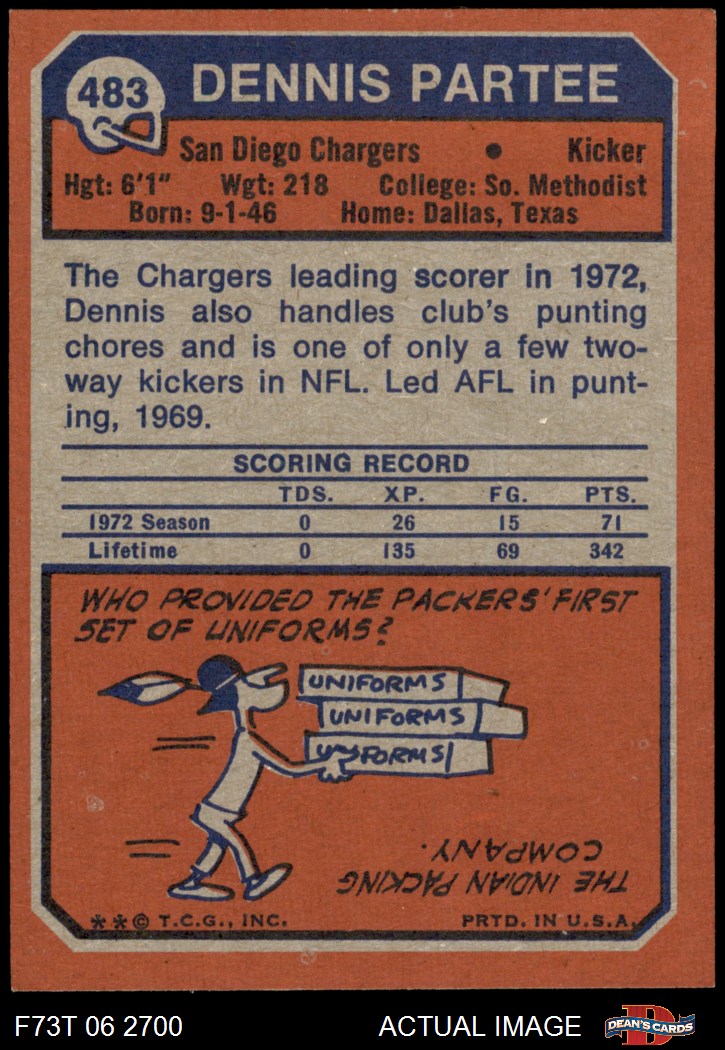 483 DENNIS PARTEE
San Diego Chargers • Kicker
Hgt: 6'1" Wgt: 218 College: So. Methodist
Born: 9-1-46 Home: Dallas, Texas
The Chargers leading scorer in 1972,
Dennis also handles club's punting
chores and is one of only a few two-
way kickers in NFL. Led AFL in punt-
ing, 1969.
SCORING RECORD
TDS. XP. FG. PTS.
1972 Season 0 26 15 71
Lifetime 0 135 69 342
WHO PROVIDED THE PACKERS' FIRST
SET OF UNIFORMS?
UNIFORMS
UNIFORMS
UNIFORMS
THE INDIAN PACKING
COMPANY.
**© T.C.G., INC. PRTD. IN U.S.A.
F73T 06 2700 ACTUAL IMAGE
D
DEAN'S CARDS